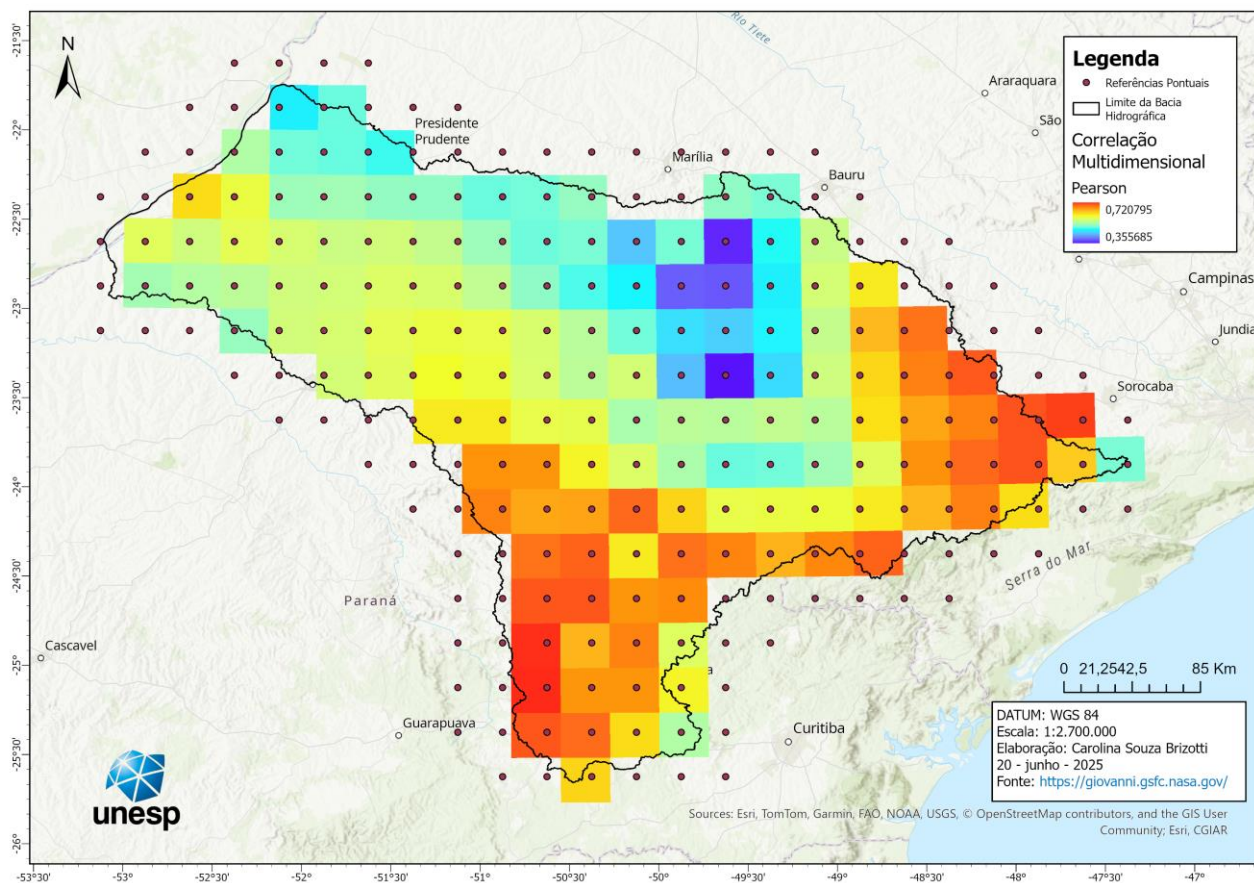 N
Rio Tiete
Araraquara
São
Presidente
Prudente
Marília
Bauru
Campinas
Jundia
Sorocaba
Serra do Mar
Paraná
Cascavel
Guarapuava
Curitiba
a
Legenda
Referências Pontuais
Limite da Bacia
Hidrográfica
Correlação
Multidimensional
Pearson
0,720795
0,355685
0 21,2542,5 85 Km
DATUM: WGS 84
Escala: 1:2.700.000
Elaboração: Carolina Souza Brizotti
20 - junho - 2025
Fonte: https://giovanni.gsfc.nasa.gov/
unesp
Sources: Esri, TomTom, Garmin, FAO, NOAA, USGS, © OpenStreetMap contributors, and the GIS User
Community; Esri, CGIAR
-21°30'
-22°
-22°30'
-23°
-23°30'
-24°
-24°30'
-25°
-25°30'
-26°
-53°30' -53° -52°30' -52° -51°30' -51° -50°30' -50° -49°30' -49° -48°30' -48° -47°30' -47°